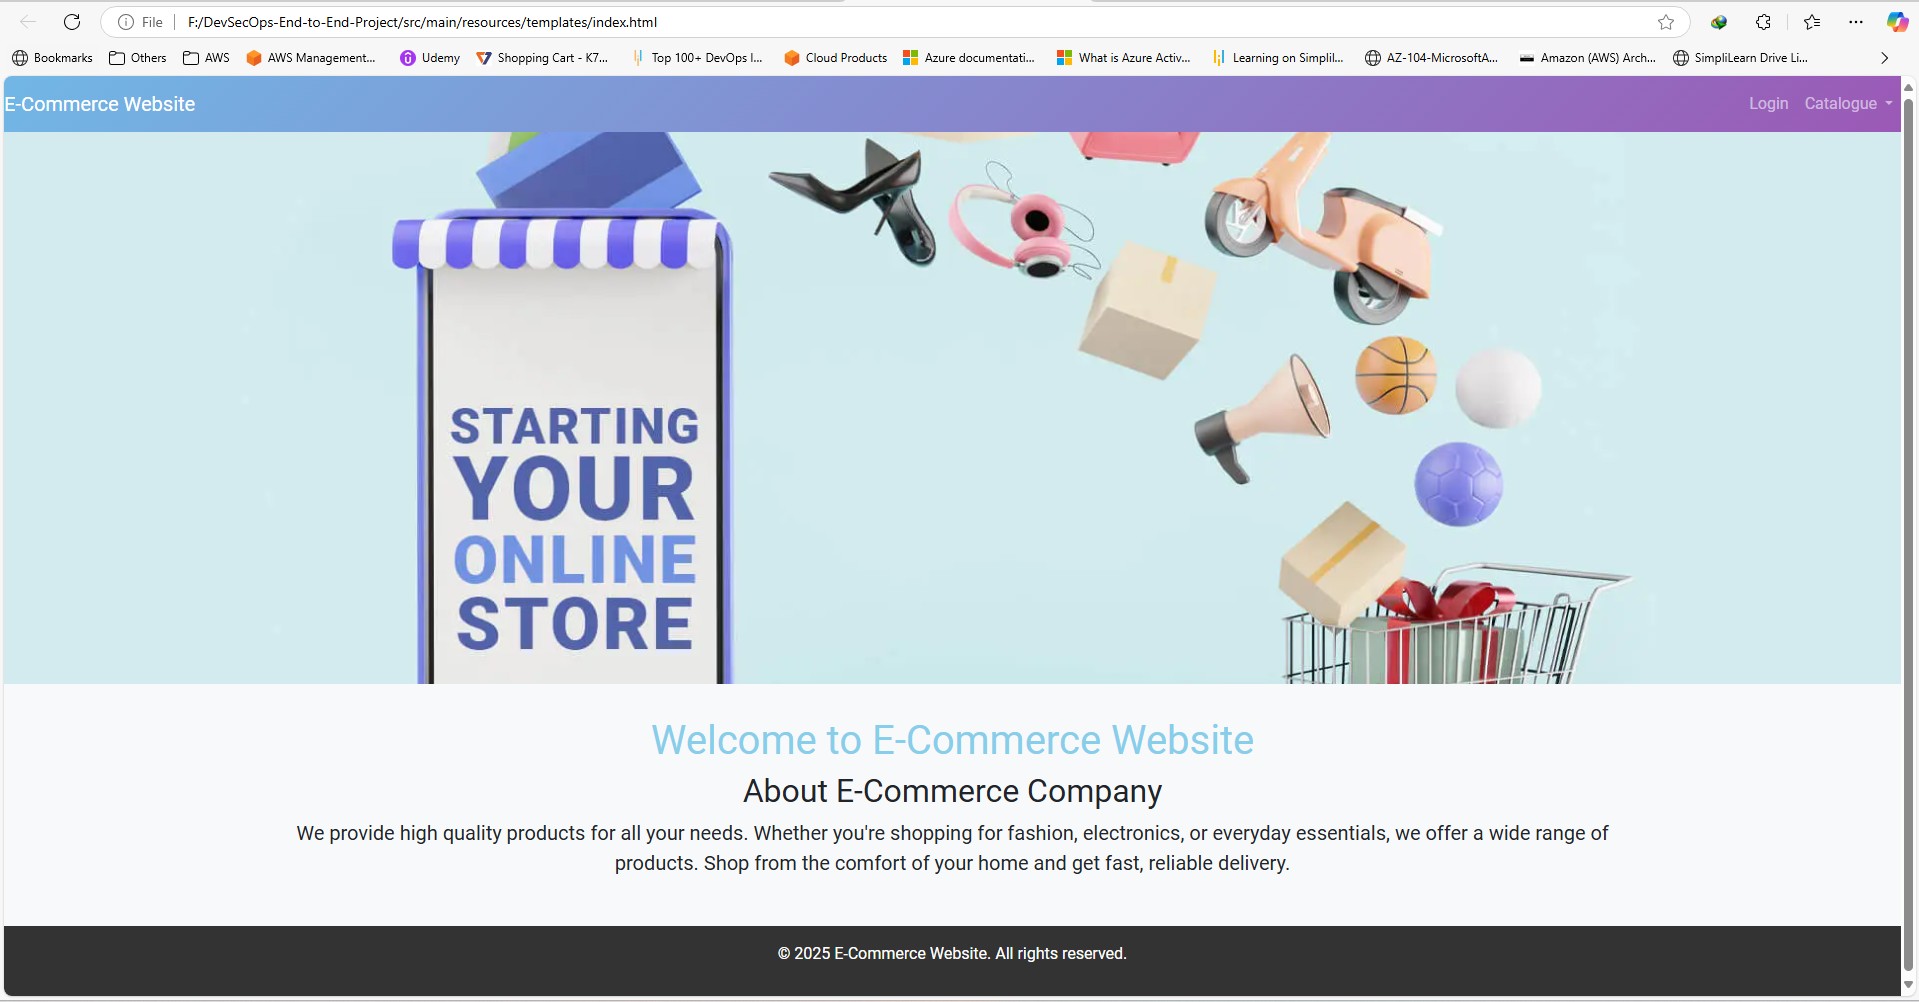 File F:/DevSecOps-End-to-End-Project/src/main/resources/templates/index.html
Bookmarks Others AWS AWS Management... Udemy Shopping Cart - K7... Top 100+ DevOps I... Cloud Products Azure documentati... What is Azure Activ... Learning on Simplil... AZ-104-MicrosoftA... Amazon (AWS) Arch... SimpliLearn Drive Li...
E-Commerce Website Login Catalogue
STARTING
YOUR
ONLINE
STORE
Welcome to E-Commerce Website
About E-Commerce Company
We provide high quality products for all your needs. Whether you're shopping for fashion, electronics, or everyday essentials, we offer a wide range of
products. Shop from the comfort of your home and get fast, reliable delivery.
© 2025 E-Commerce Website. All rights reserved.